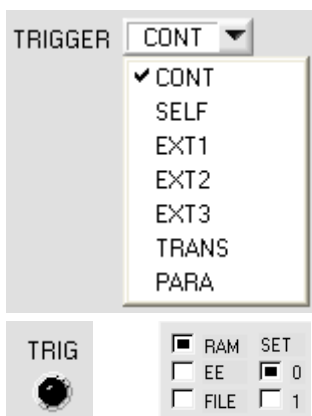 TRIGGER CONT
CONT
SELF
EXT1
EXT2
EXT3
TRANS
PARA
TRIG
RAM SET
EE 0
FILE 1